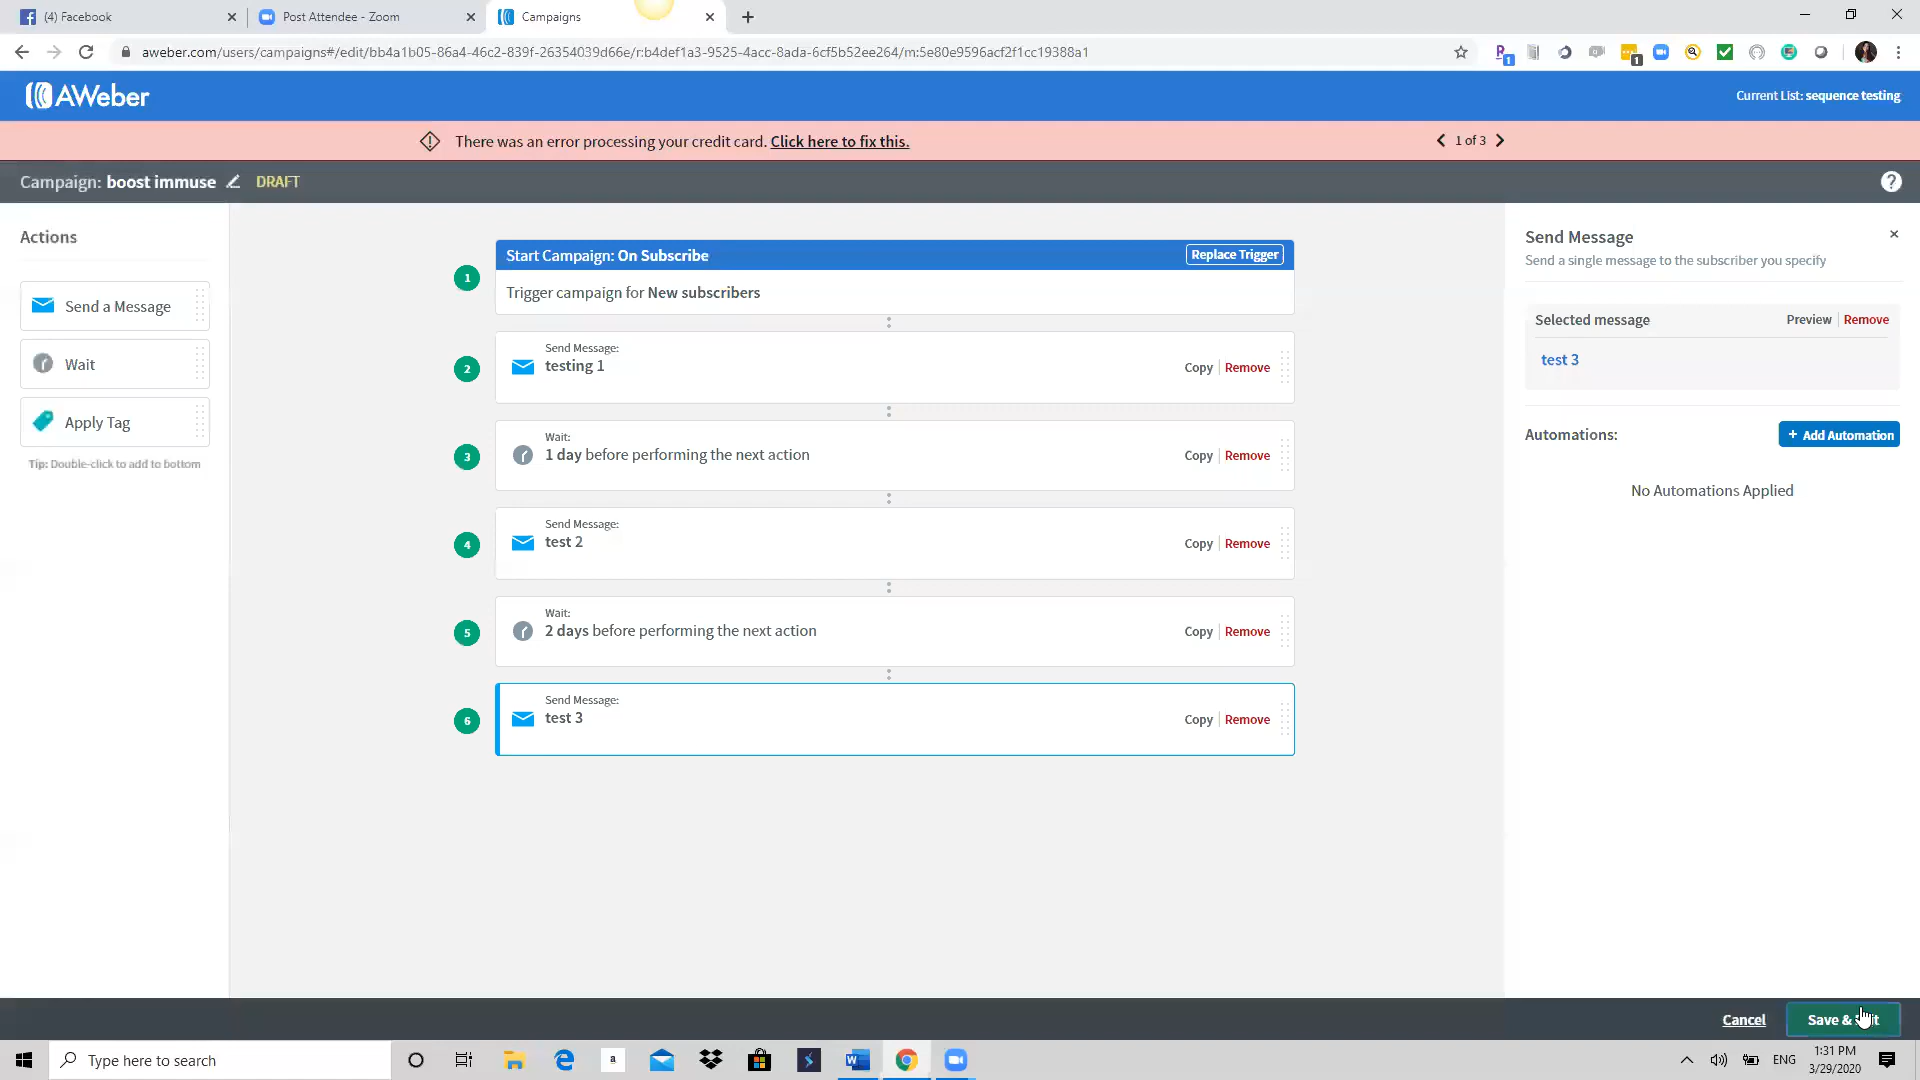 (4) Facebook
Post Attendee - Zoom
Campaigns
aweber.com/users/campaigns#/edit/bb4a1b05-86a4-46c2-839f-26354039d66e/r:b4def1a3-9525-4acc-8ada-6cf5b52ee264/m:5e80e9596acf2f1cc19388a1
AWeber
Current List: sequence testing
There was an error processing your credit card. Click here to fix this.
1 of 3
Campaign: boost immuse DRAFT
?
Actions
Send a Message
Wait
Apply Tag
Tip: Double-click to add to bottom
1
Start Campaign: On Subscribe
Replace Trigger
Trigger campaign for New subscribers
2
Send Message:
testing 1
Copy Remove
3
Wait:
1 day before performing the next action
Copy Remove
4
Send Message:
test 2
Copy Remove
5
Wait:
2 days before performing the next action
Copy Remove
6
Send Message:
test 3
Copy Remove
Send Message
Send a single message to the subscriber you specify
Selected message
Preview Remove
test 3
Automations:
+ Add Automation
No Automations Applied
Cancel
Save &
Type here to search
ENG
1:31 PM
3/29/2020